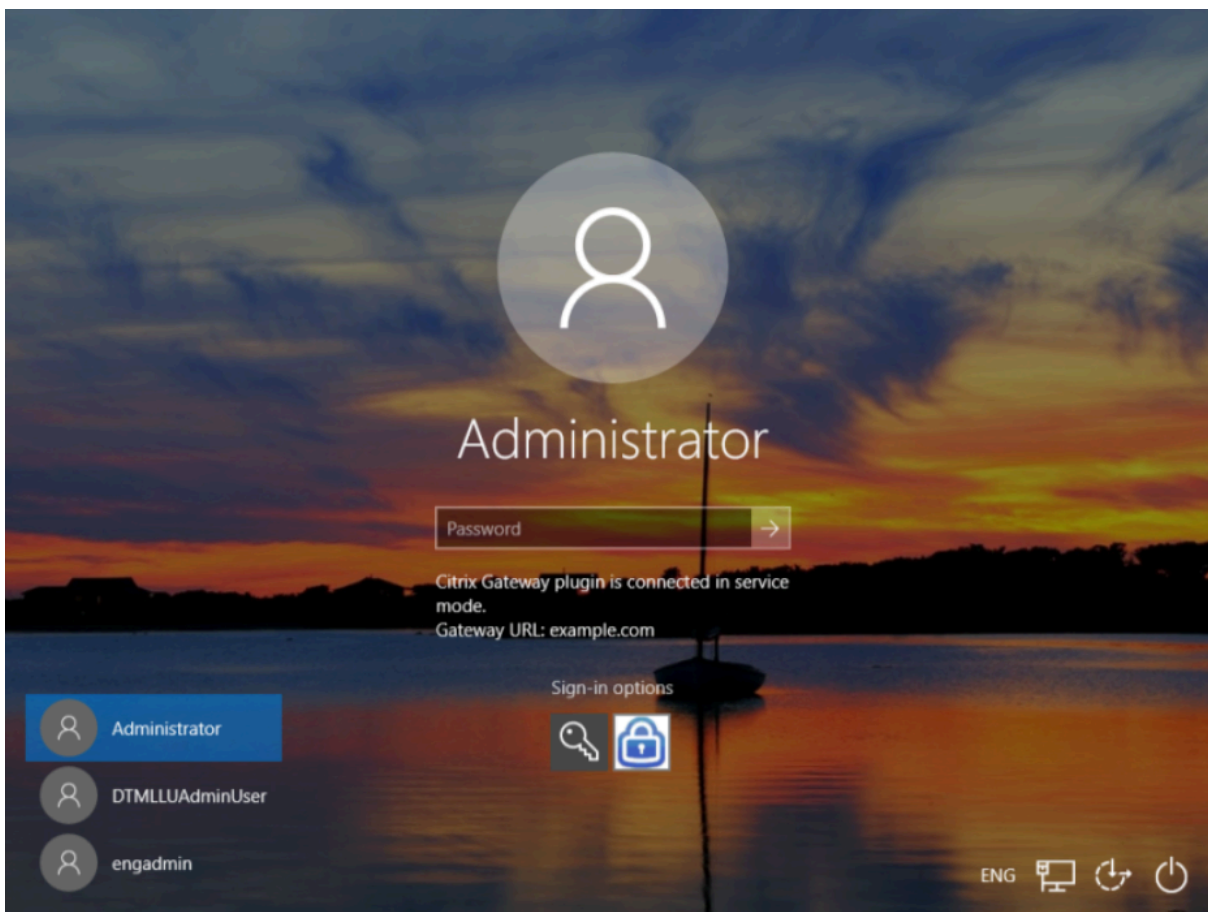 Administrator
Password
Citrix Gateway plugin is connected in service
mode.
Gateway URL: example.com
Sign-in options
Administrator
DTMLLUAdminUser
engadmin
ENG